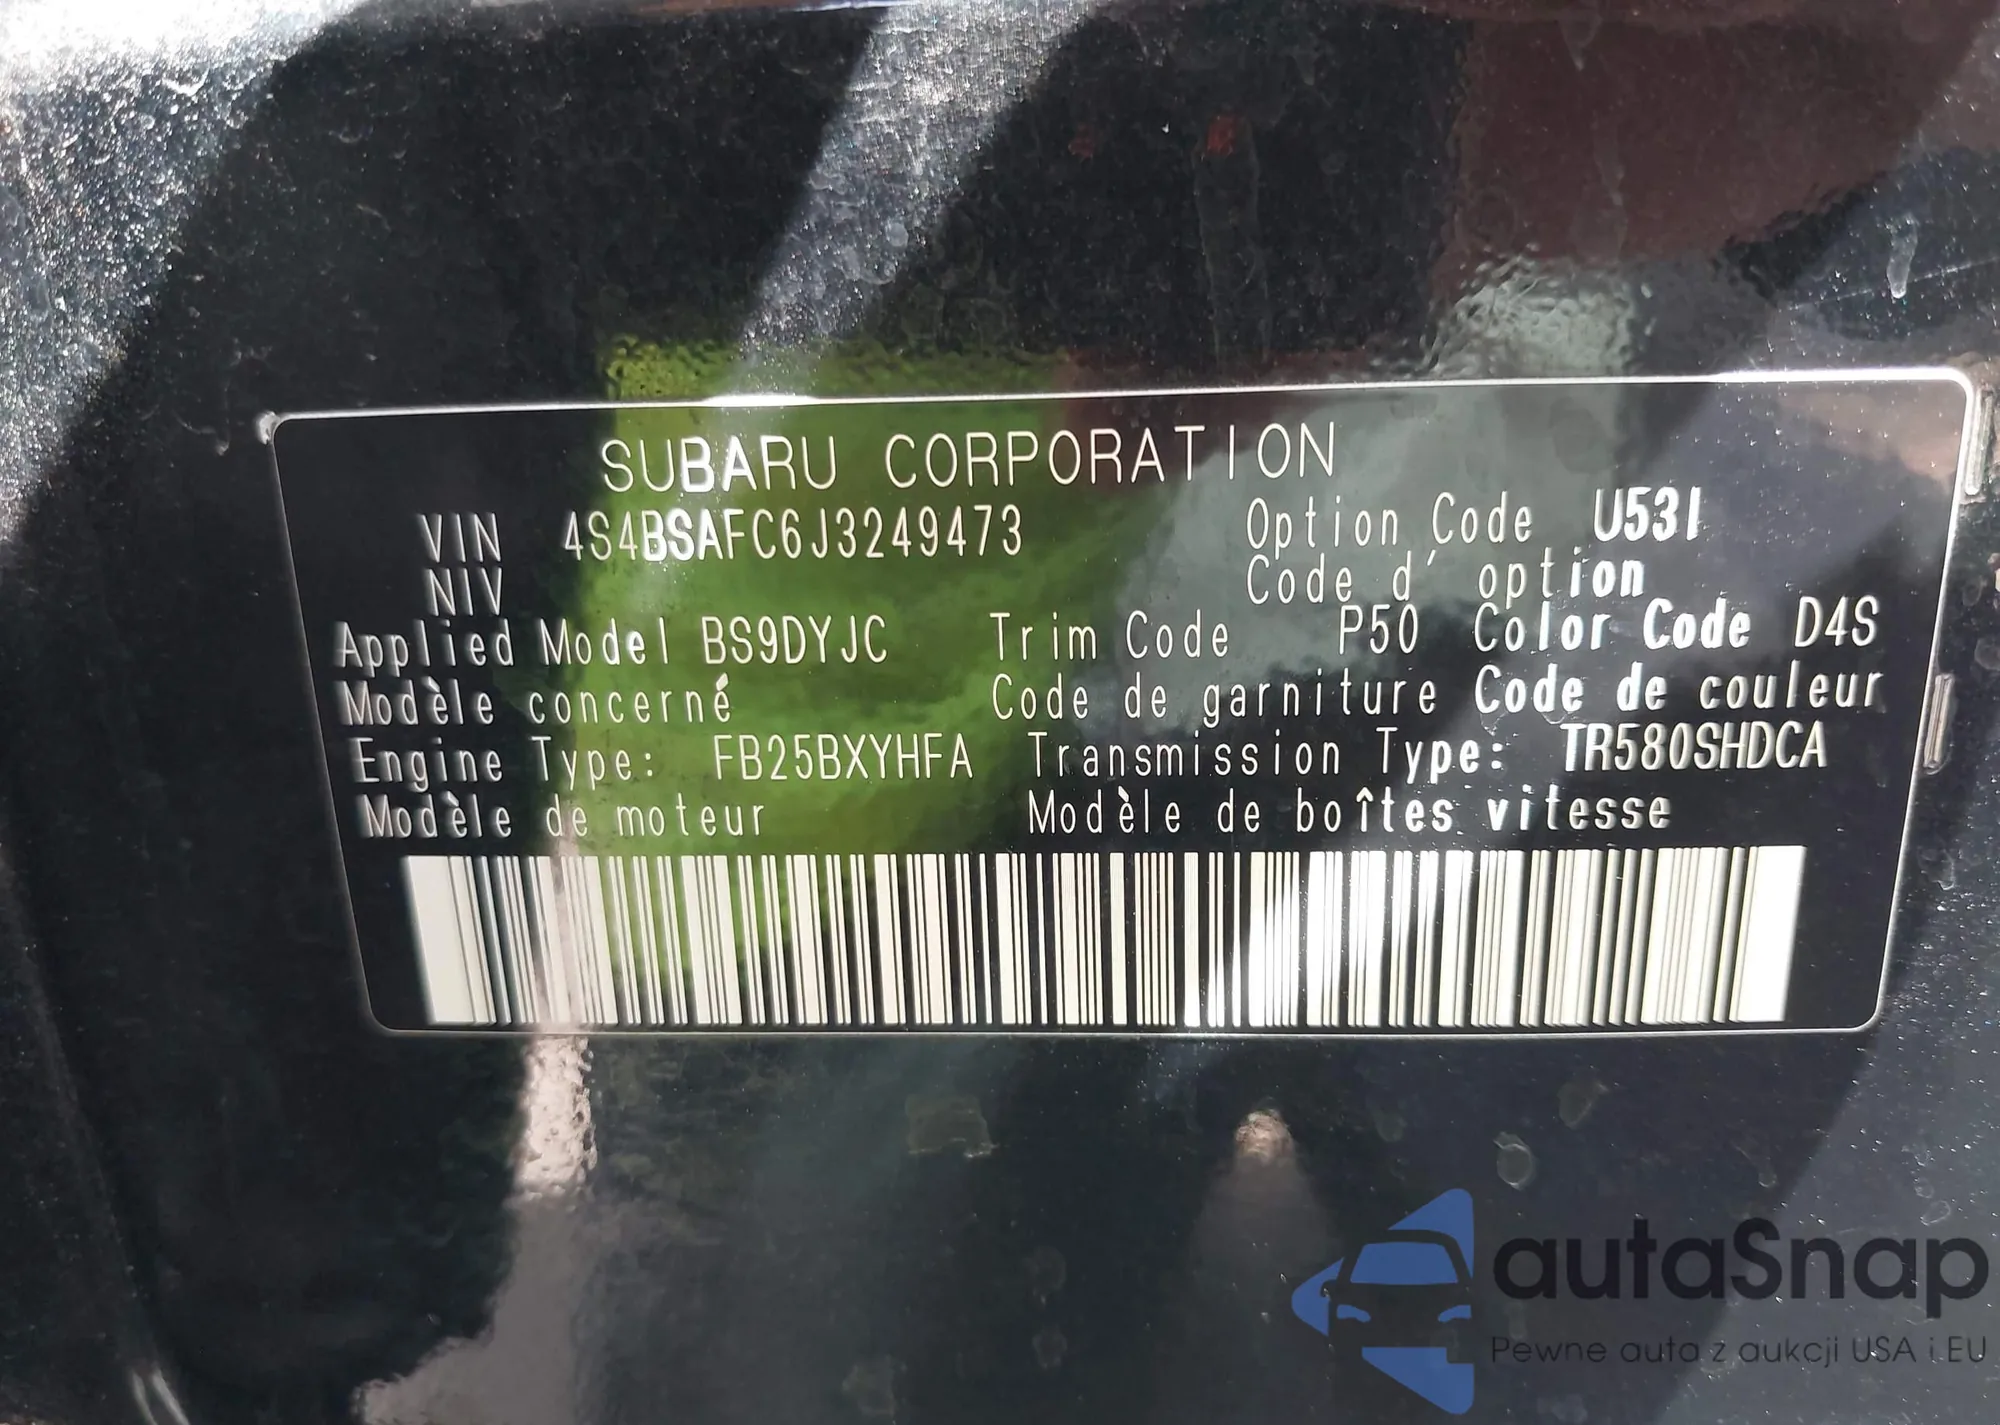 SUBARU CORPORATION
VIN 4S4BSAFC6J3249473 Option Code U53I
NIV Code d' option
Applied Model BS9DYJC Trim Code P50 Color Code D4S
Modèle concerné Code de garniture Code de couleur
Engine Type: FB25BXYHFA Transmission Type: TR580SHDCA
Modèle de moteur Modèle de boîtes vitesse
autaSnap
Pewne auta z aukcji USA i EU